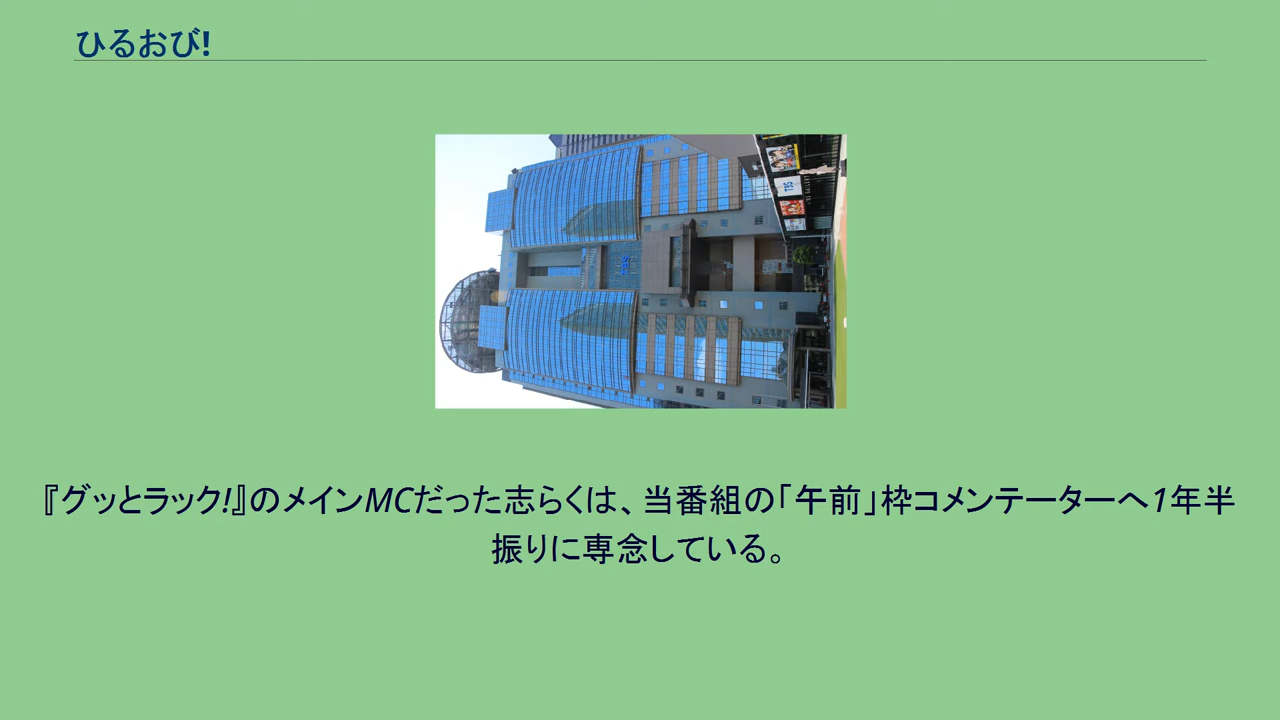 ひるおび!
TBS
『グッとラック!』のメインMCだった志らくは、当番組の「午前」枠コメンテーターへ1年半
振りに専念している。